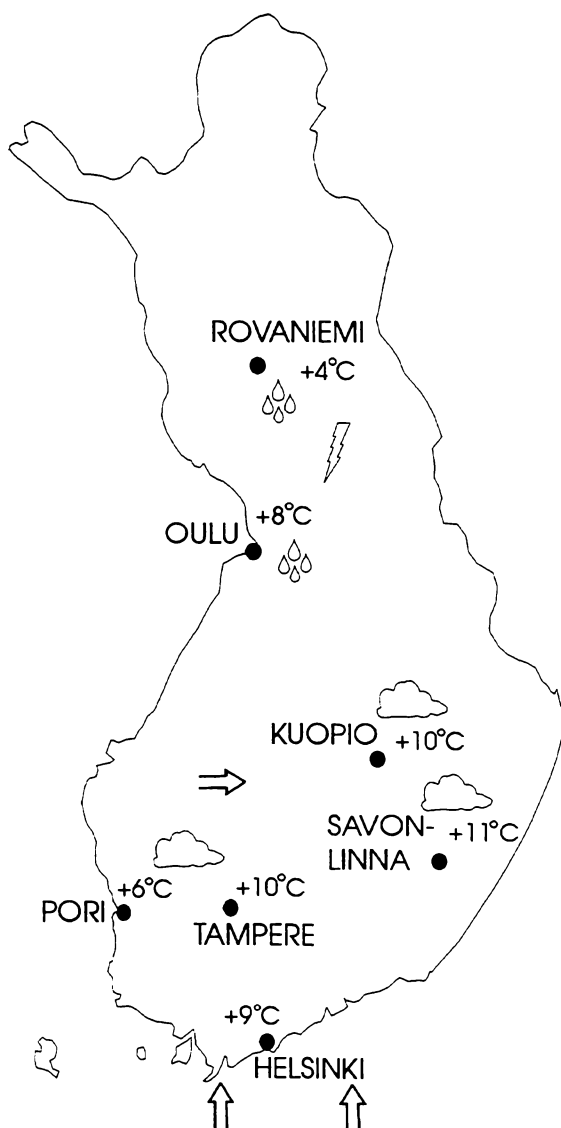 ROVANIEMI
+4°C
+8°C
OULU
KUOPIO +10°C
SAVON-
+11°C
LINNA
+6°C
+10°C
PORI
TAMPERE
+9°C
HELSINKI